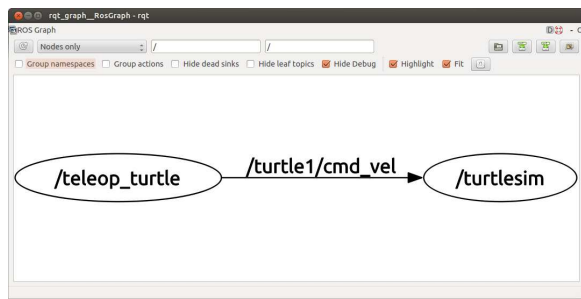 rqt_graph__RosGraph - rqt
ROS Graph
Nodes only / /
Group namespaces Group actions Hide dead sinks Hide leaf topics Hide Debug Highlight Fit
/teleop_turtle /turtle1/cmd_vel /turtlesim